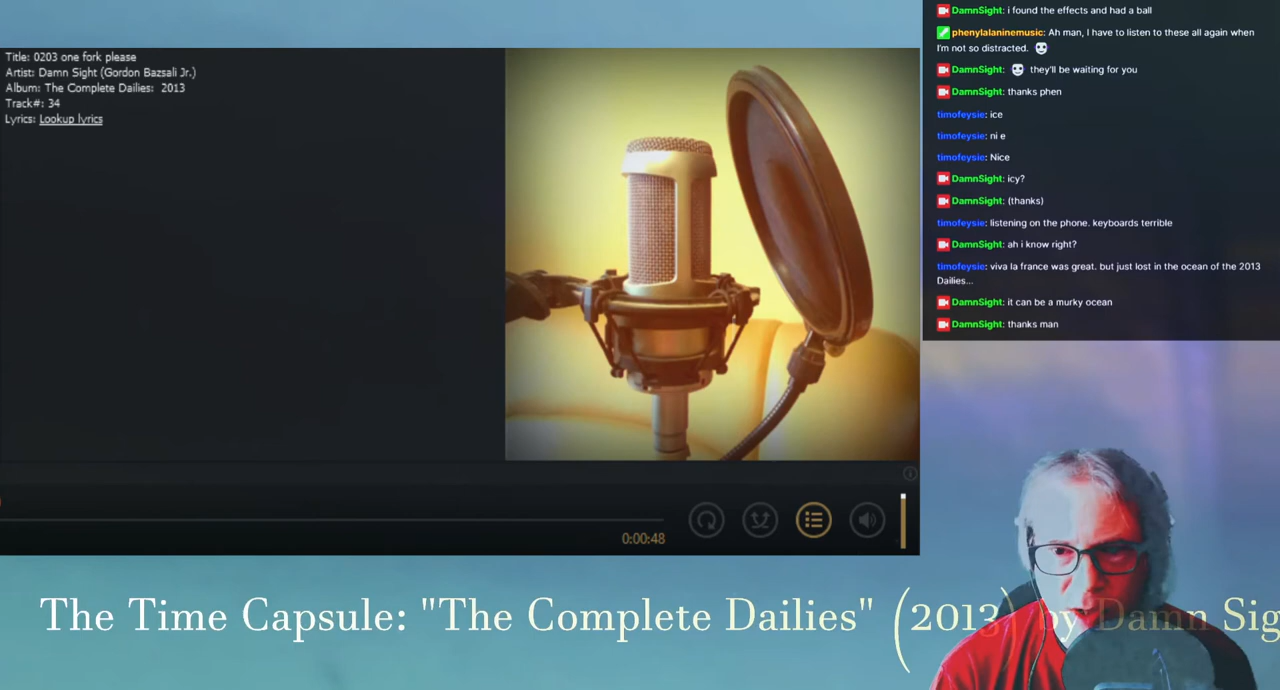 Title: 0203 one fork please
Artist: Damn Sight (Gordon Bazsali Jr.)
Album: The Complete Dailies: 2013
Track#: 34
Lyrics: Lookup lyrics
0:00:48
DamnSight: i found the effects and had a ball
phenylalaninemusic: Ah man, I have to listen to these all again when
I'm not so distracted.
DamnSight: they'll be waiting for you
DamnSight: thanks phen
timofeysie: ice
timofeysie: ni e
timofeysie: Nice
DamnSight: icy?
DamnSight: (thanks)
timofeysie: listening on the phone. keyboards terrible
DamnSight: ah i know right?
timofeysie: viva la france was great. but just lost in the ocean of the 2013
Dailies...
DamnSight: it can be a murky ocean
DamnSight: thanks man
The Time Capsule: "The Complete Dailies" (2013) by Damn Sig